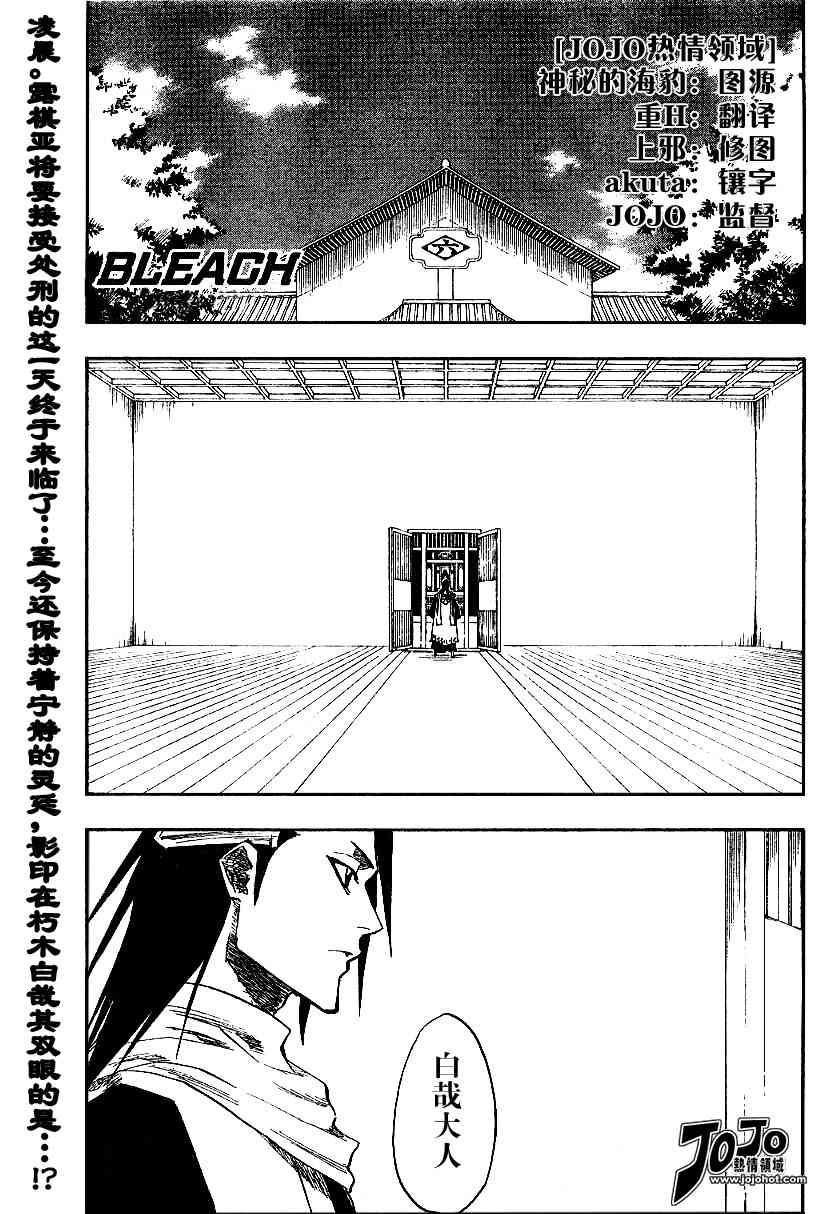 凌晨。露棋亚将要接受处刑的这一天终于来临了…至今还保持着宁静的灵廷，影印在朽木白哉其双眼的是…!?
[JOJO热情领域]
神秘的海豹：图源
重H：翻译
上邪：修图
akuta：镶字
JOJO：监督
六
BLEACH
白哉大人
JOJO
熱情領域
www.jojohot.com